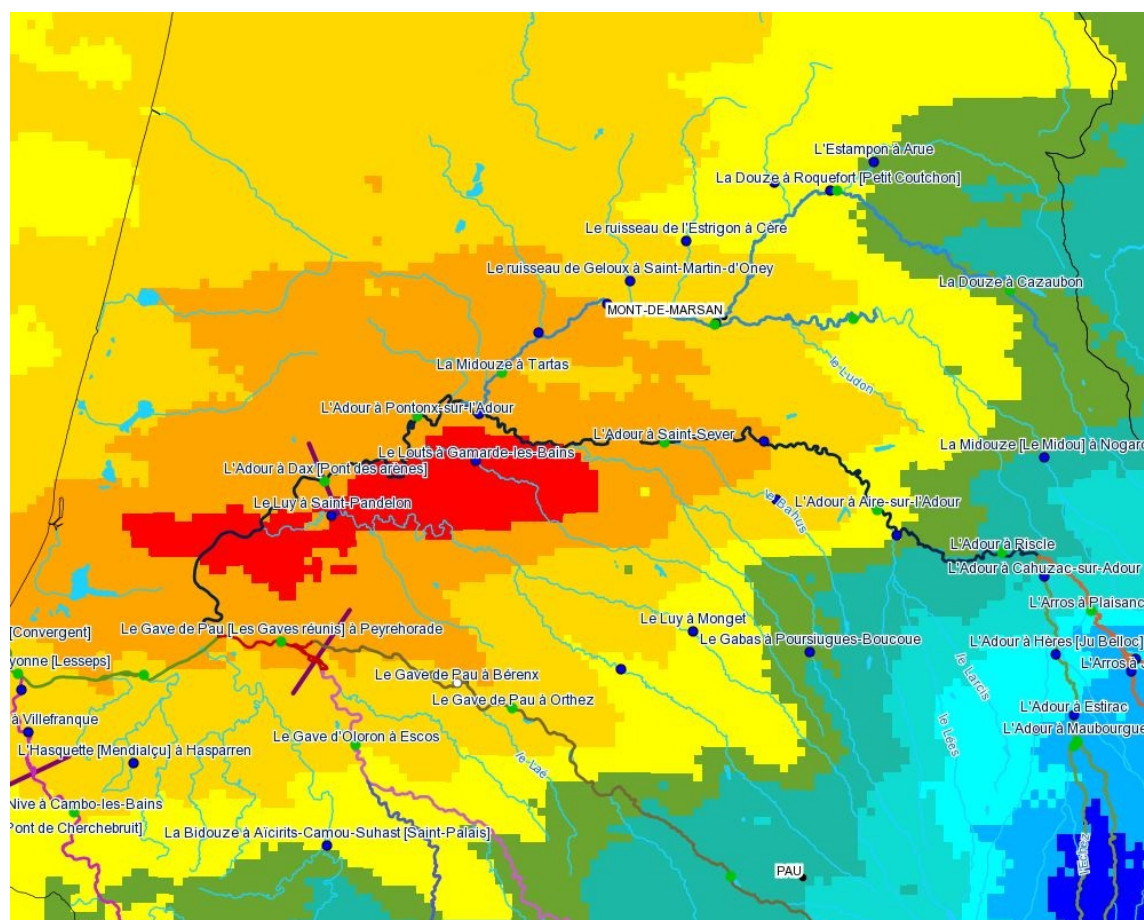 L'Estampon à Arue
La Douze à Roquefort [Petit Coutchon]
Le ruisseau de l'Estrigon à Cère
Le ruisseau de Geloux à Saint-Martin-d'Oney
La Douze à Cazaubon
MONT-DE-MARSAN
La Midouze à Tartas
le Ludon
L'Adour à Pontonx-sur-l'Adour
L'Adour à Saint-Sever
La Midouze [Le Midou] à Nogaro
Le Louts à Gamarde-les-Bains
L'Adour à Dax [Pont des arènes]
Le Luy à Saint-Pandelon
le Bahus
L'Adour à Aire-sur-l'Adour
L'Adour à Riscle
L'Adour à Cahuzac-sur-Adour
L'Arros à Plaisanc
Le Luy à Monget
Le Gave de Pau [Les Gaves réunis] à Peyrehorade
[Convergent]
Le Gabas à Poursiugues-Boucoue
L'Adour à Hères [Ju Belloc]
L'Arros à J
yonne [Lesseps]
Le Gave de Pau à Bérenx
le Larcis
Le Gave de Pau à Orthez
L'Adour à Estirac
à Villefranque
L'Adour à Maubourgue
Le Gave d'Oloron à Escos
le Lées
L'Hasquette [Mendialçu] à Hasparren
le Laé
Nive à Cambo-les-Bains
Pont de Cherchebruit]
La Bidouze à Aïcirits-Camou-Suhast [Saint-Palais]
l'Echez
PAU